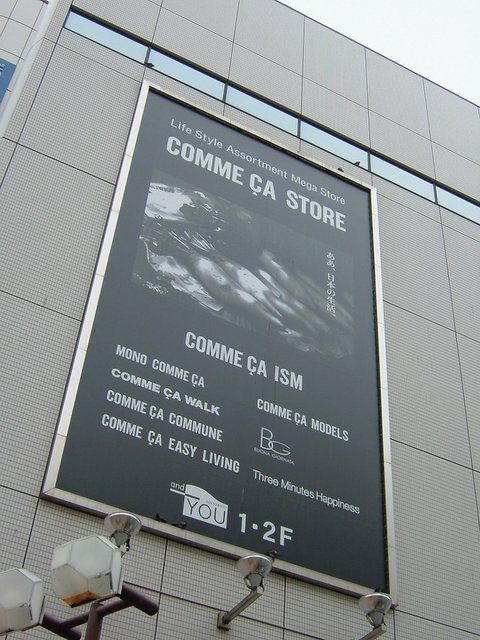 Life Style Assortment Mega Store
COMME ÇA STORE
ああ、日本の生活。
COMME ÇA ISM
MONO COMME ÇA
COMME ÇA WALK
COMME ÇA COMMUNE
COMME ÇA EASY LIVING
COMME ÇA MODELS
BG
BUONA GIORNATA
Three Minutes Happiness
and
YOU
1・2F